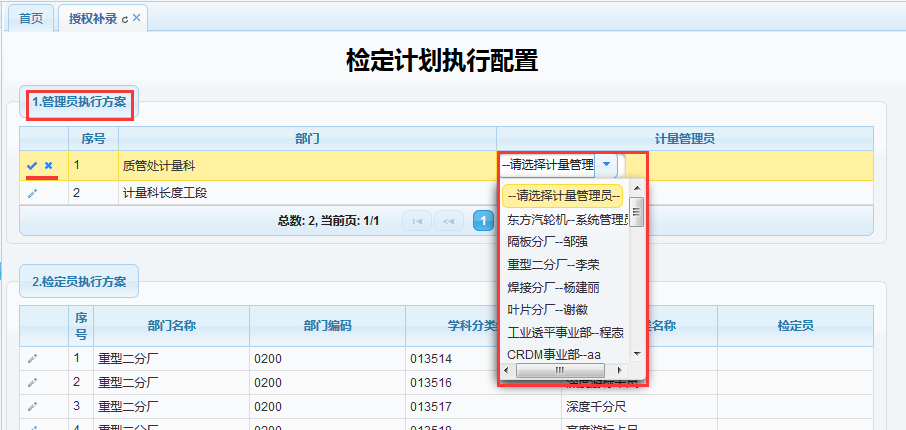 首页 授权补录
检定计划执行配置
1.管理员执行方案
序号 部门 计量管理员
1 质管处计量科 --请选择计量管理
2 计量科长度工段
总数: 2, 当前页: 1/1 1
--请选择计量管理员--
东方汽轮机--系统管理员
隔板分厂--邹强
重型二分厂--李荣
焊接分厂--杨建丽
叶片分厂--谢徽
工业透平事业部--程莣
CRDM事业部--aa
2.检定员执行方案
序号 部门名称 部门编码 学科分类 名称 检定员
1 重型二分厂 0200 013514
2 重型二分厂 0200 013516 深度游标卡尺
3 重型二分厂 0200 013517 深度千分尺
4 重型二分厂 0200 013518 高度游标卡尺